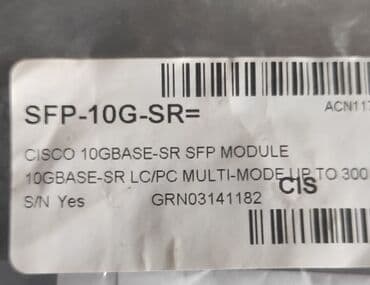 SFP-10G-SR=
ACN117
CISCO 10GBASE-SR SFP MODULE
10GBASE-SR LC/PC MULTI-MODE UP TO 300
CIS
S/N Yes GRN03141182